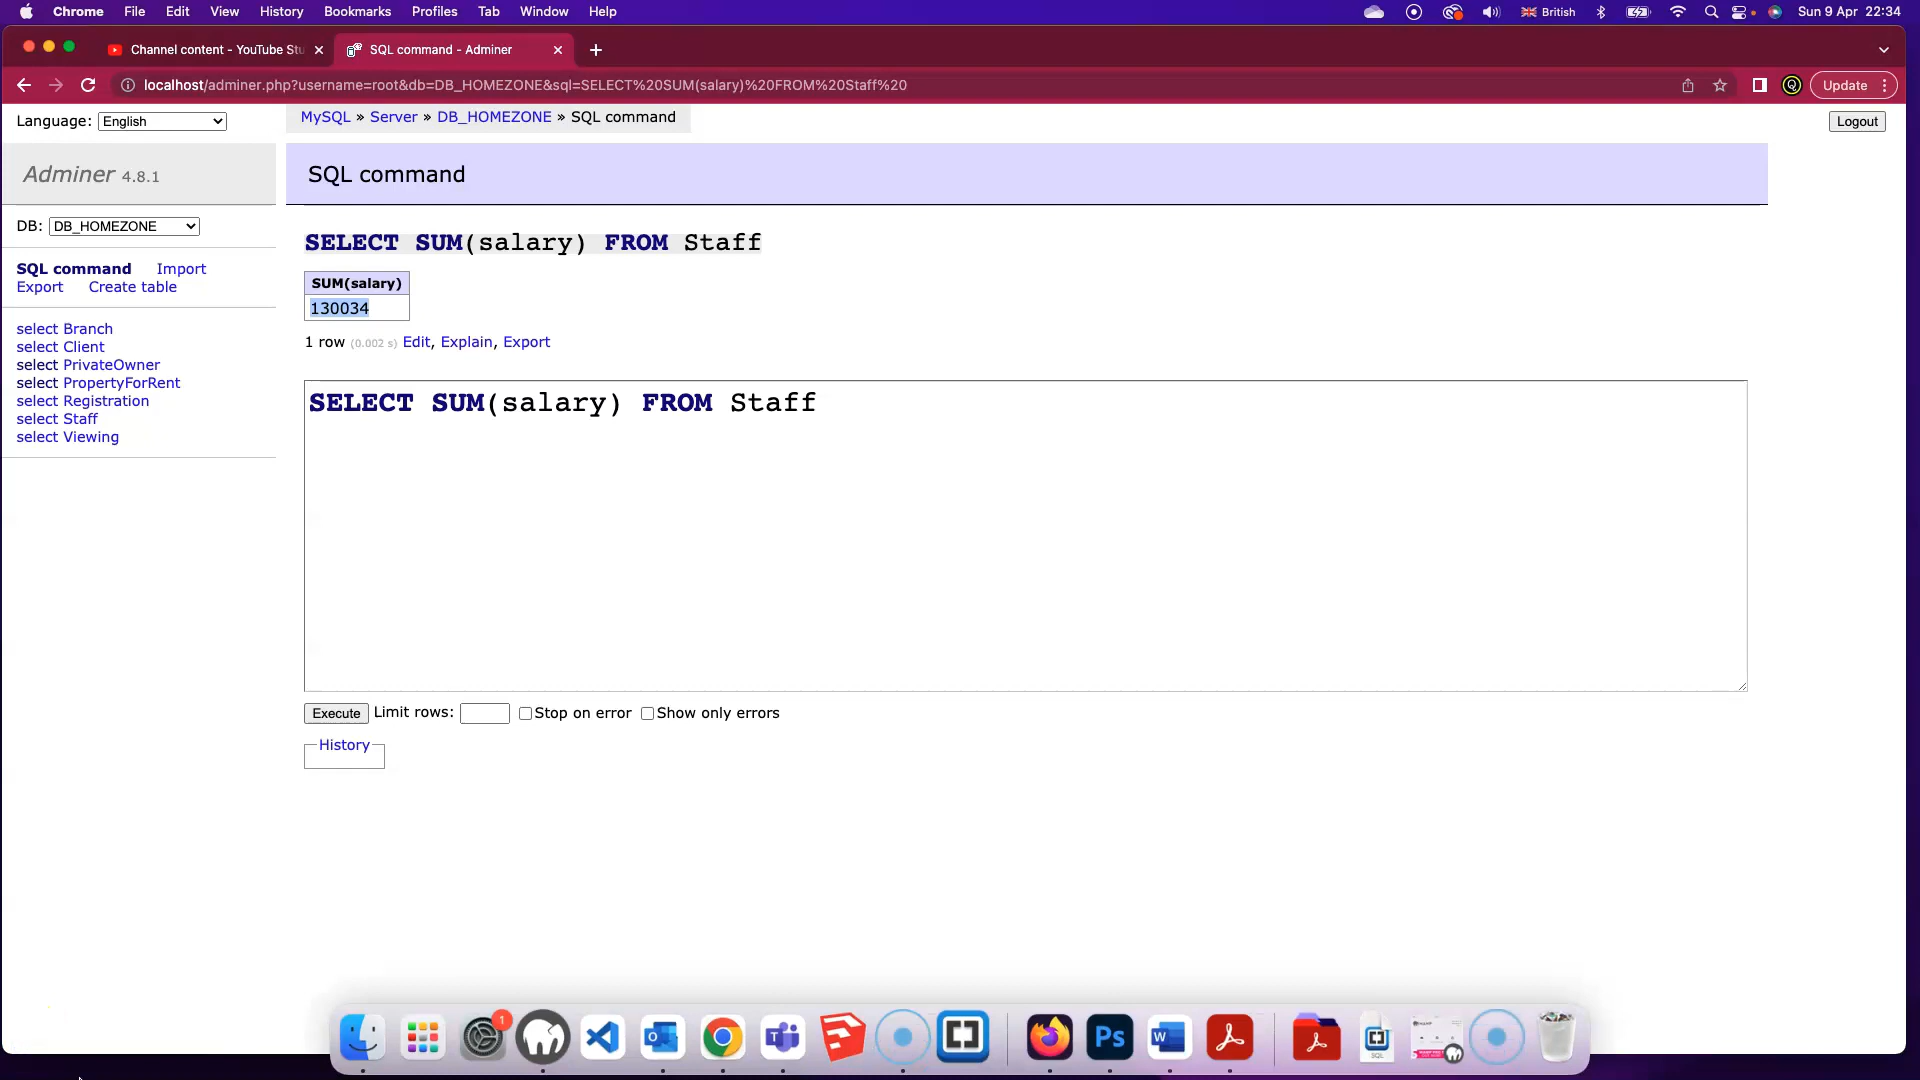 Chrome File Edit View History Bookmarks Profiles Tab Window Help British Sun 9 Apr 22:34
Channel content - YouTube Stu SQL command - Adminer
localhost/adminer.php?username=root&db=DB_HOMEZONE&sql=SELECT%20SUM(salary)%20FROM%20Staff%20 Update
Language: English MySQL » Server » DB_HOMEZONE » SQL command Logout
Adminer 4.8.1
SQL command
DB: DB_HOMEZONE
SELECT SUM(salary) FROM Staff
SQL command Import
Export Create table
SUM(salary)
130034
1 row (0.002 s) Edit, Explain, Export
select Branch
select Client
select PrivateOwner
select PropertyForRent
select Registration
select Staff
select Viewing
SELECT SUM(salary) FROM Staff
Execute Limit rows: Stop on error Show only errors
History
1
Ps
W
SQL